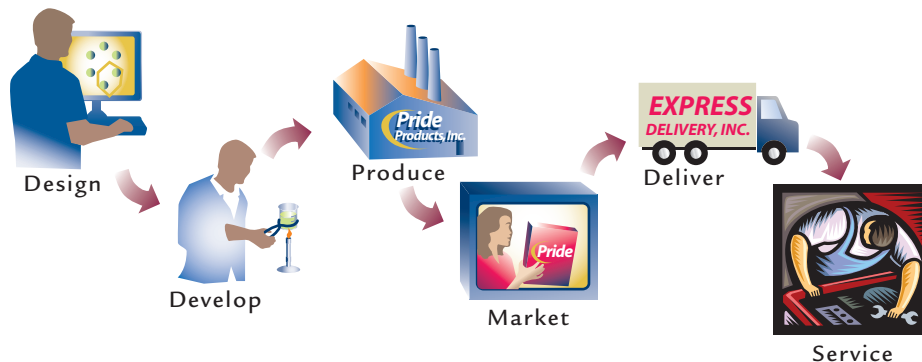 Design
Develop
Pride
Products, Inc.
Produce
Pride
Market
EXPRESS
DELIVERY, INC.
Deliver
Service